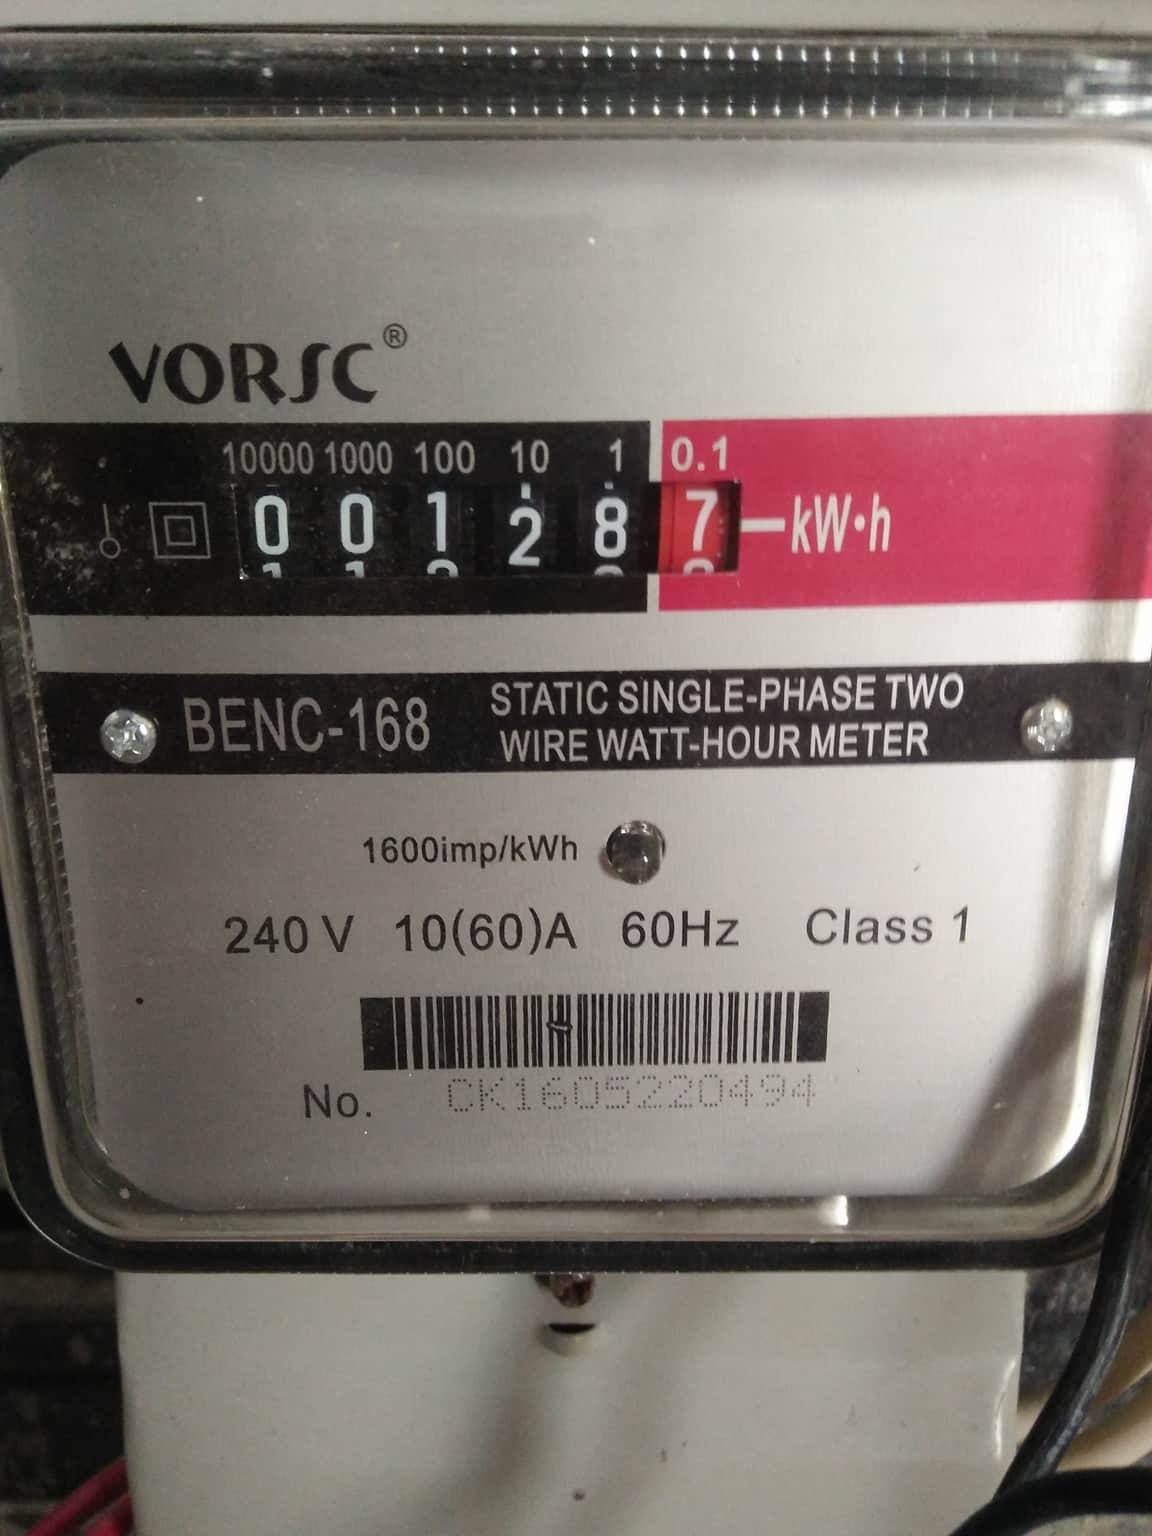 VORSC®
10000 1000 100 10 1 0.1
0 0 1 2 8 7 kW·h
BENC-168 STATIC SINGLE-PHASE TWO
WIRE WATT-HOUR METER
1600imp/kWh
240 V 10(60)A 60Hz Class 1
No. CK1605220494